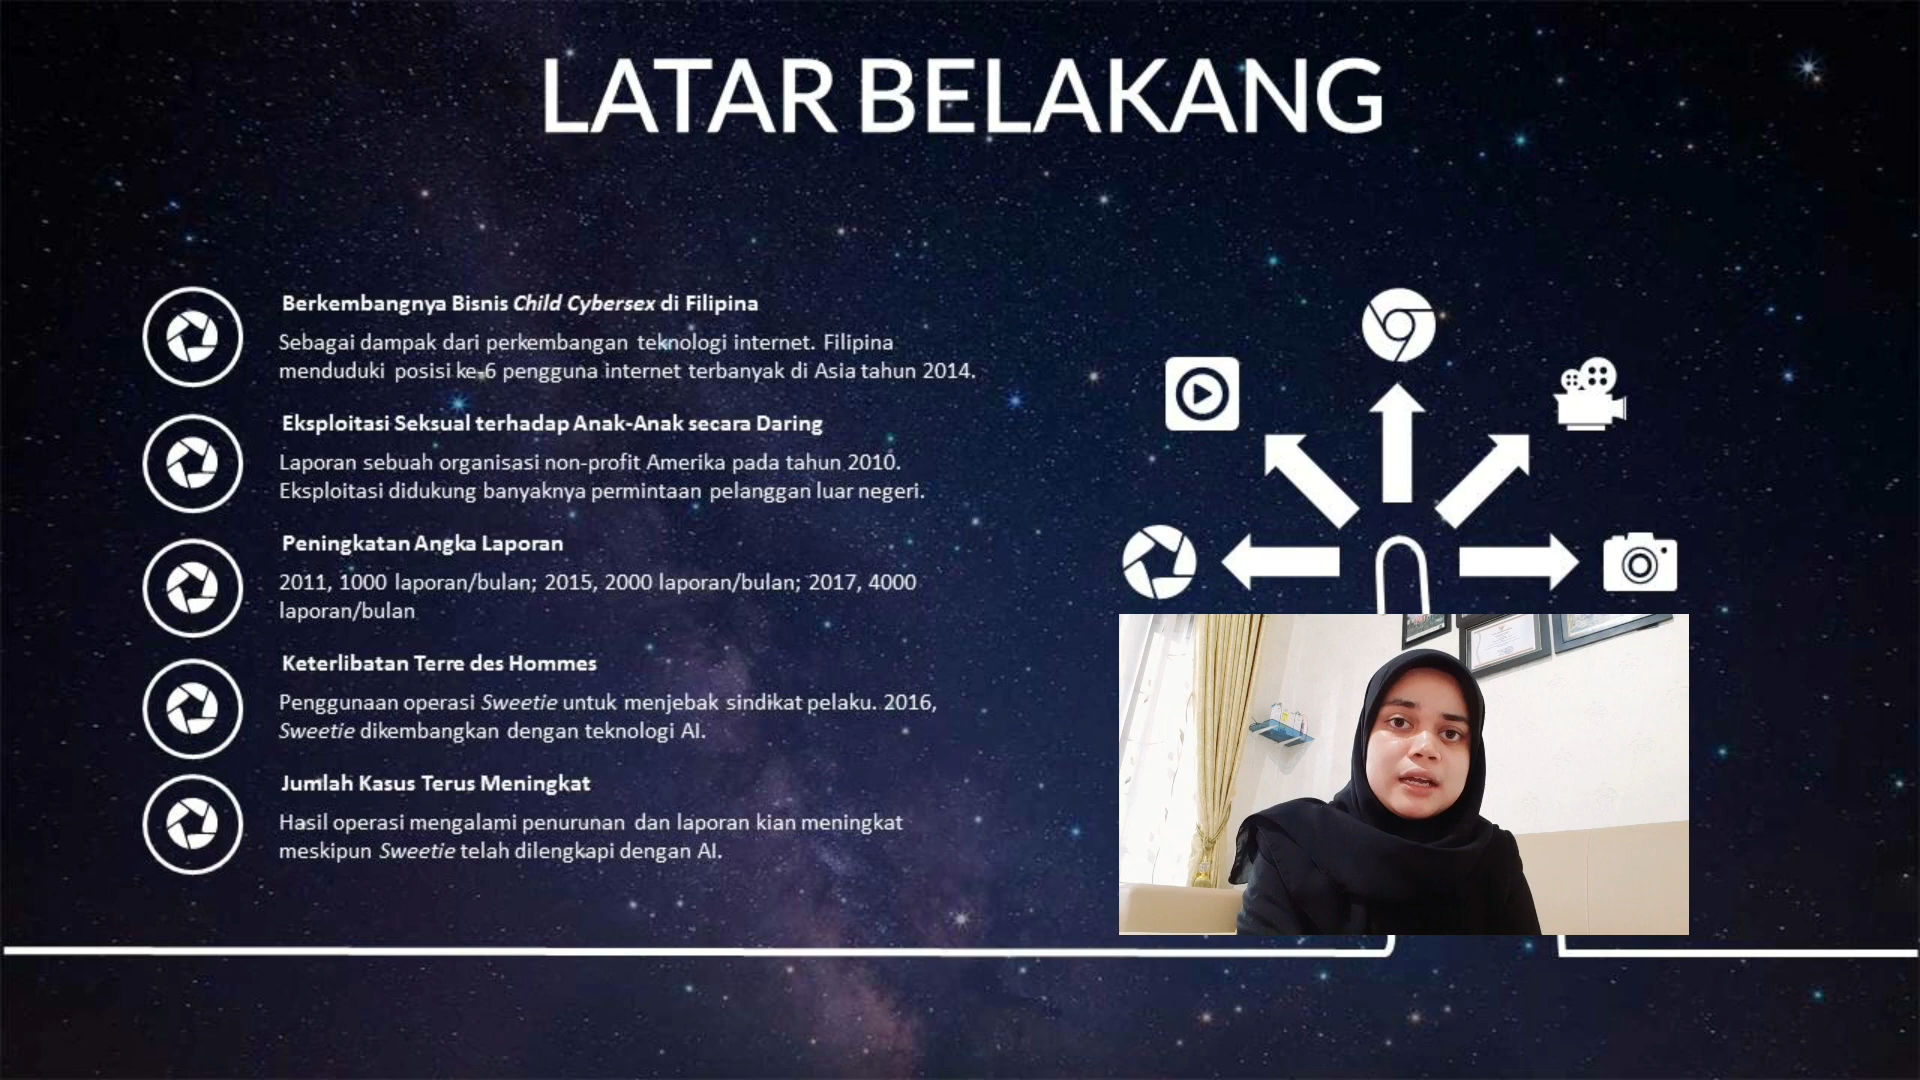 LATAR BELAKANG
Berkembangnya Bisnis Child Cybersex di Filipina
Sebagai dampak dari perkembangan teknologi internet. Filipina
menduduki posisi ke-6 pengguna internet terbanyak di Asia tahun 2014.
Eksploitasi Seksual terhadap Anak-Anak secara Daring
Laporan sebuah organisasi non-profit Amerika pada tahun 2010.
Eksploitasi didukung banyaknya permintaan pelanggan luar negeri.
Peningkatan Angka Laporan
2011, 1000 laporan/bulan; 2015, 2000 laporan/bulan; 2017, 4000
laporan/bulan
Keterlibatan Terre des Hommes
Penggunaan operasi Sweetie untuk menjebak sindikat pelaku. 2016,
Sweetie dikembangkan dengan teknologi AI.
Jumlah Kasus Terus Meningkat
Hasil operasi mengalami penurunan dan laporan kian meningkat
meskipun Sweetie telah dilengkapi dengan AI.